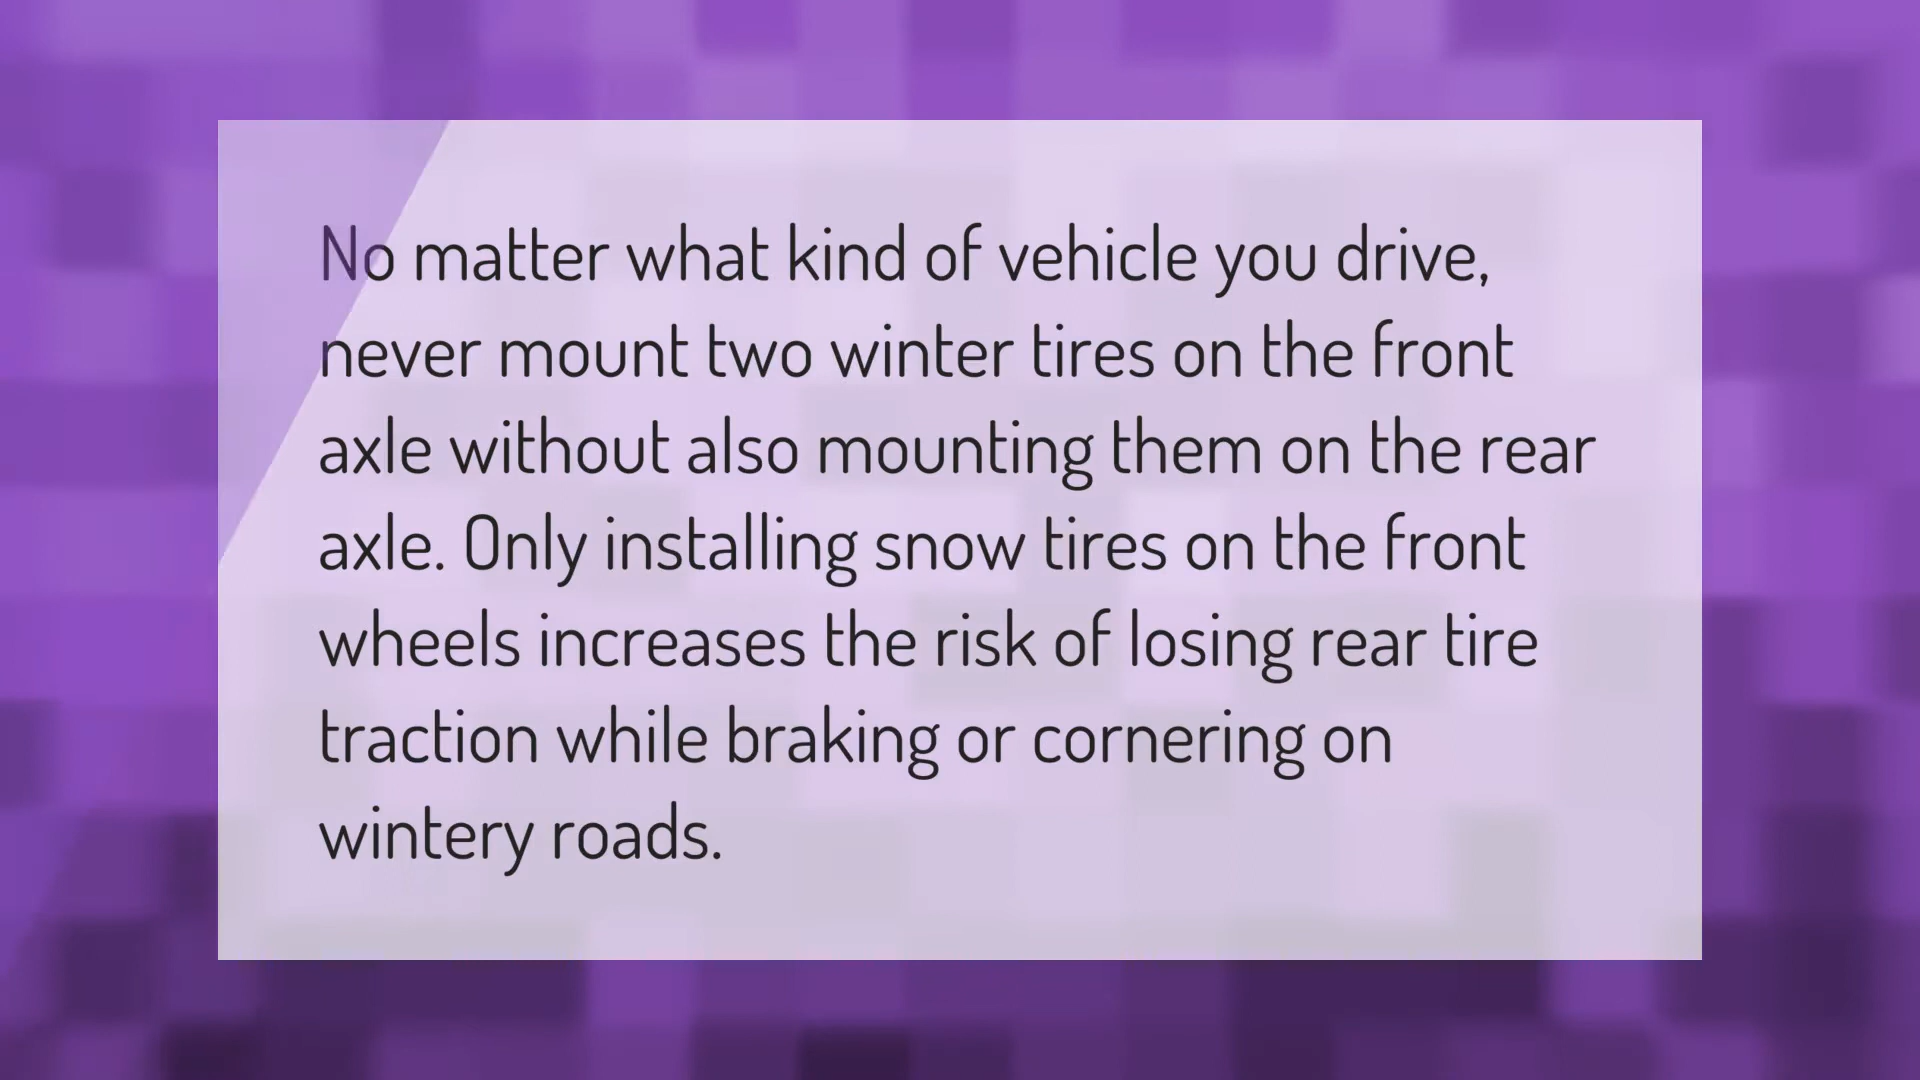 No matter what kind of vehicle you drive,
never mount two winter tires on the front
axle without also mounting them on the rear
axle. Only installing snow tires on the front
wheels increases the risk of losing rear tire
traction while braking or cornering on
wintery roads.